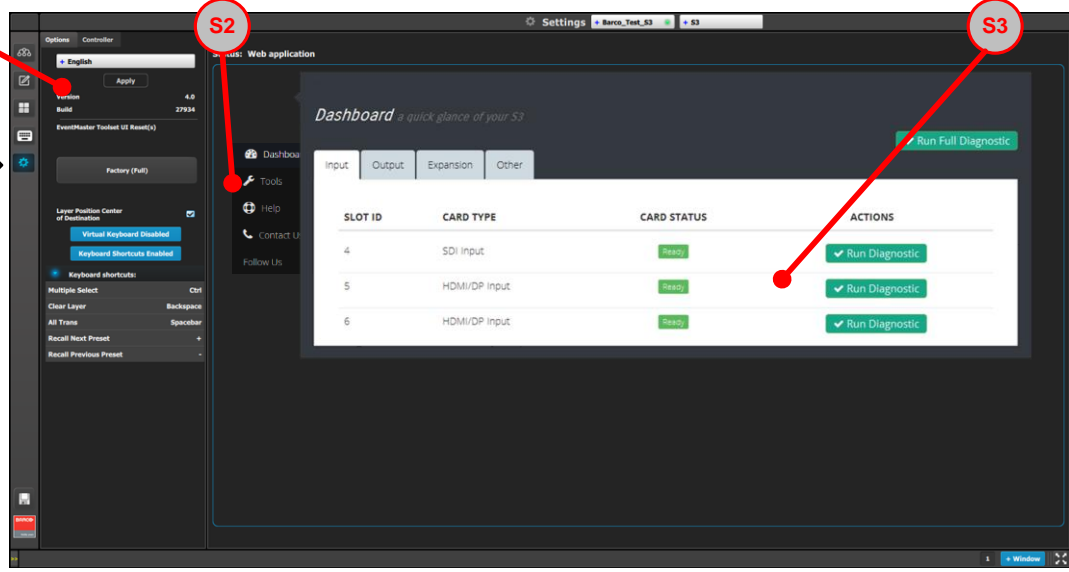 Settings + Barco_Test_S3 + S3
S2
S3
Options Controller
Status: Web application
+ English
Apply
Version 4.0
Build 27934
EventMaster Toolset UI Reset(s)
Factory (Full)
Layer Position Center
of Destination
Virtual Keyboard Disabled
Keyboard Shortcuts Enabled
Keyboard shortcuts:
Multiple Select Ctrl
Clear Layer Backspace
All Trans Spacebar
Recall Next Preset +
Recall Previous Preset -
Dashboa
Tools
Help
Contact U
Follow Us
Dashboard a quick glance of your S3
Run Full Diagnostic
Input Output Expansion Other
SLOT ID CARD TYPE CARD STATUS ACTIONS
4 SDI Input Ready Run Diagnostic
5 HDMI/DP Input Ready Run Diagnostic
6 HDMI/DP Input Ready Run Diagnostic
BARCO
1 + Window